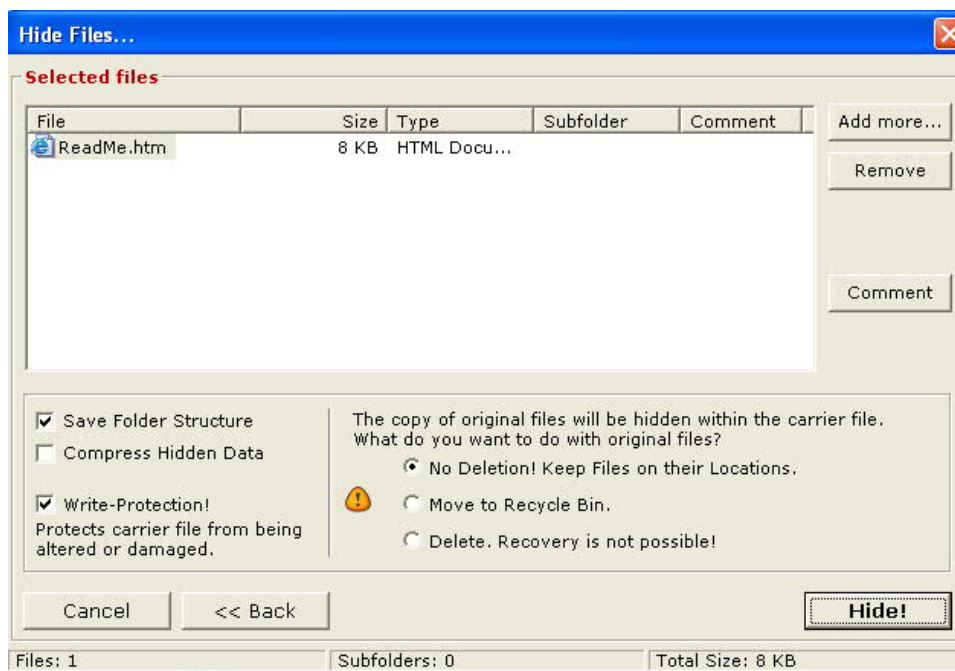 Hide Files...
Selected files
File Size Type Subfolder Comment
ReadMe.htm 8 KB HTML Docu...
Add more...
Remove
Comment
Save Folder Structure
Compress Hidden Data
Write-Protection!
Protects carrier file from being
altered or damaged.
The copy of original files will be hidden within the carrier file.
What do you want to do with original files?
No Deletion! Keep Files on their Locations.
Move to Recycle Bin.
Delete. Recovery is not possible!
Cancel
<< Back
Hide!
Files: 1
Subfolders: 0
Total Size: 8 KB